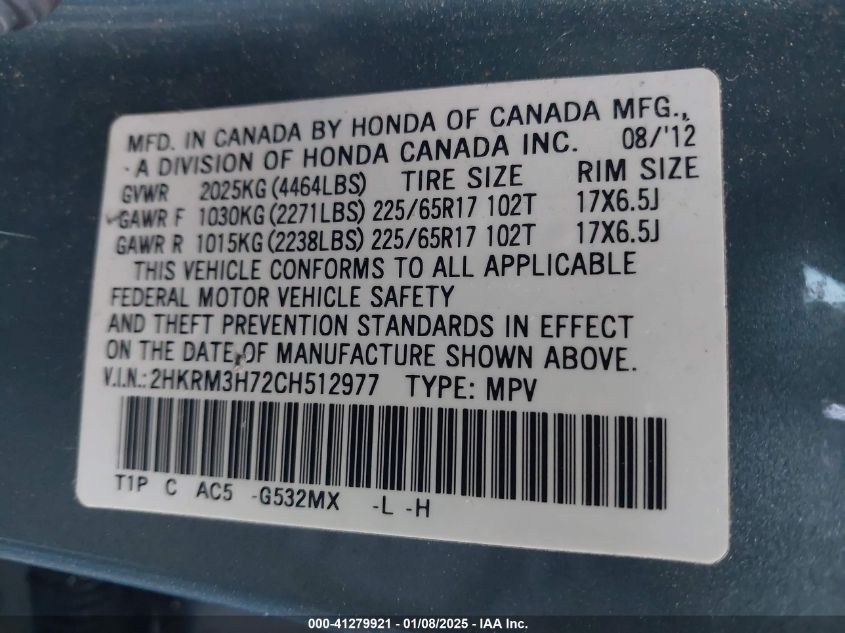 MFD. IN CANADA BY HONDA OF CANADA MFG.,
A DIVISION OF HONDA CANADA INC. 08/'12
GVWR 2025KG (4464LBS) TIRE SIZE RIM SIZE
GAWR F 1030KG (2271LBS) 225/65R17 102T 17X6.5J
GAWR R 1015KG (2238LBS) 225/65R17 102T 17X6.5J
THIS VEHICLE CONFORMS TO ALL APPLICABLE
FEDERAL MOTOR VEHICLE SAFETY
AND THEFT PREVENTION STANDARDS IN EFFECT
ON THE DATE OF MANUFACTURE SHOWN ABOVE.
V.I.N.: 2HKRM3H72CH512977 TYPE: MPV
T1P C AC5 -G532MX -L -H
000-41279921 | 01/08/2025 - IAA Inc.